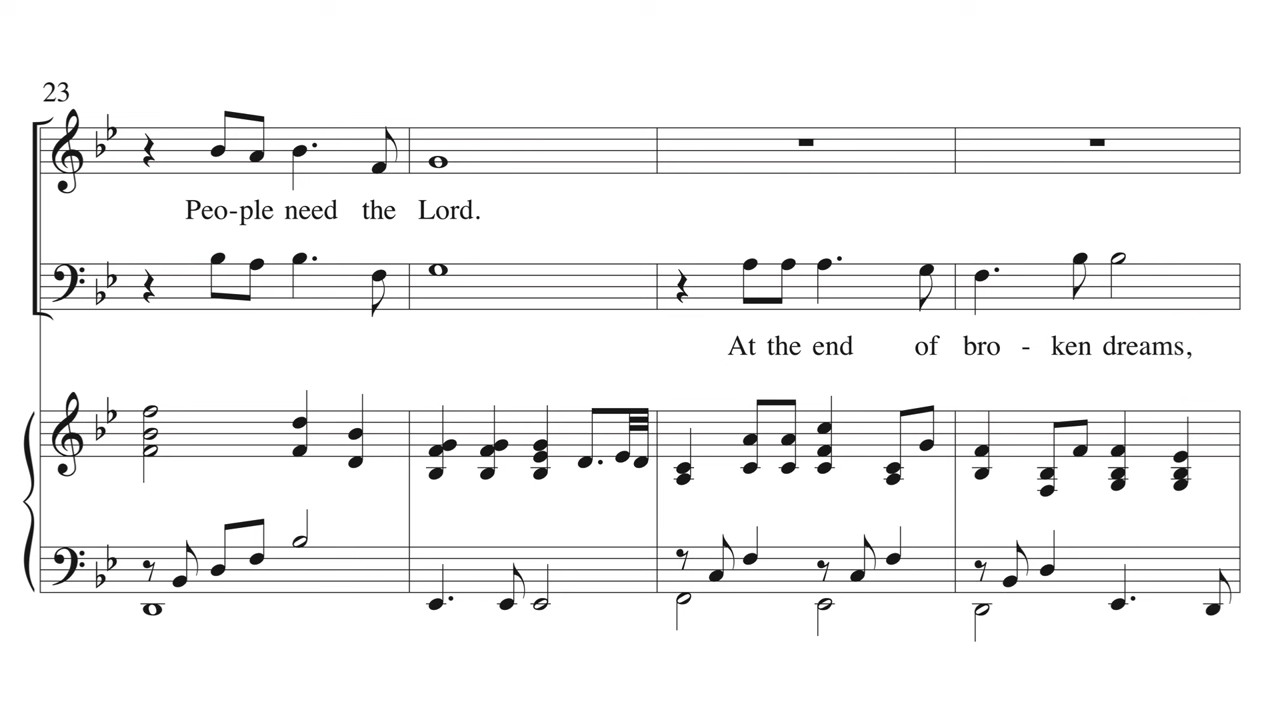 23
Peo-ple need the Lord.
At the end of bro - ken dreams,